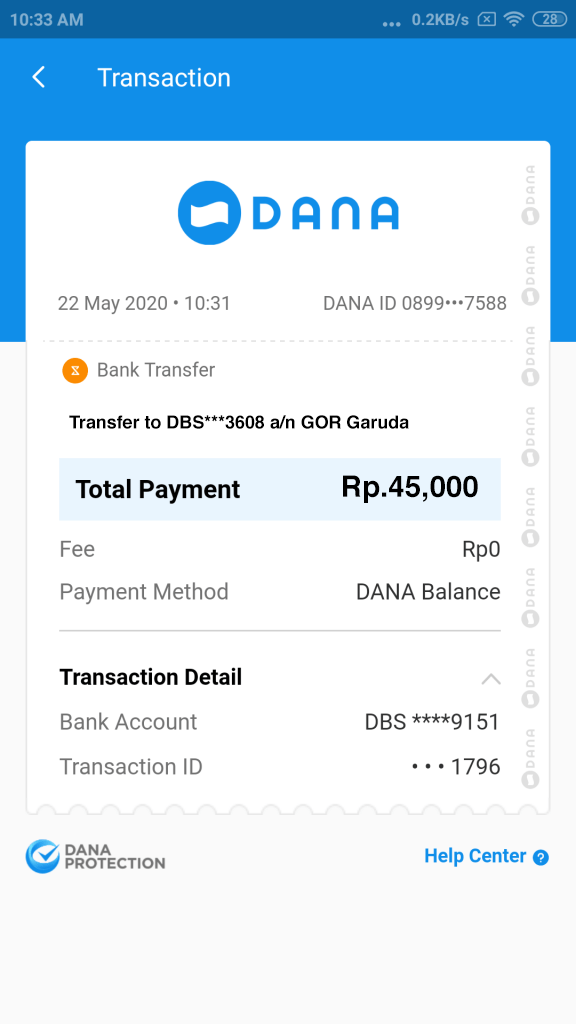 10:33 AM ... 0.2KB/s 28
Transaction
DANA
22 May 2020 • 10:31 DANA ID 0899•••7588
Bank Transfer
Transfer to DBS***3608 a/n GOR Garuda
Total Payment Rp.45,000
Fee Rp0
Payment Method DANA Balance
Transaction Detail
Bank Account DBS ****9151
Transaction ID • • • 1796
DANA
DANA
DANA
DANA
DANA
DANA
DANA
DANA
DANA
PROTECTION
Help Center ?